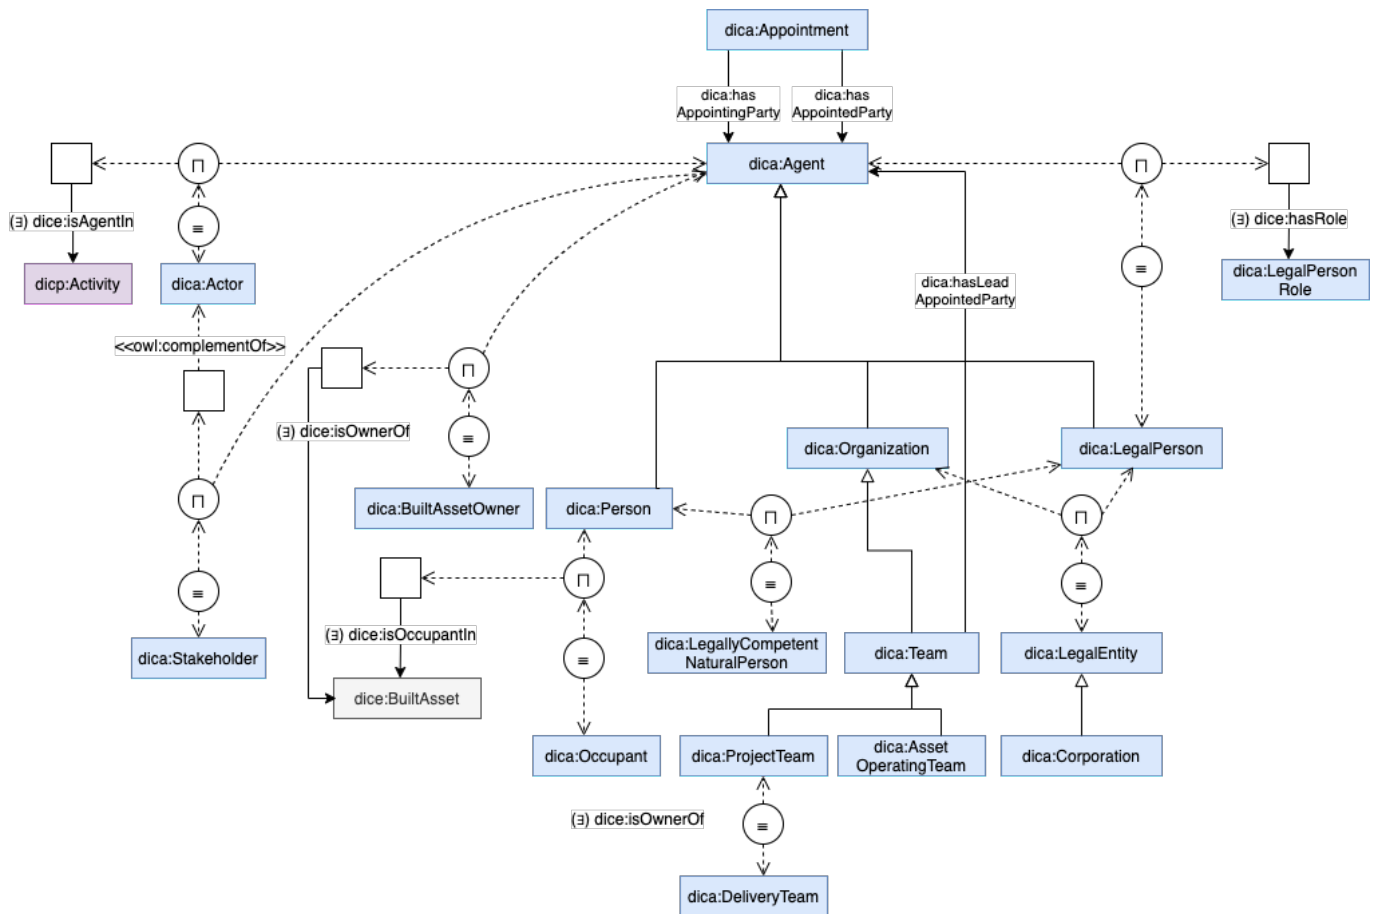 dica:Appointment
dica:has
AppointingParty
dica:has
AppointedParty
⊓
dica:Agent
⊓
(∃) dice:isAgentIn
≡
(∃) dice:hasRole
≡
dicp:Activity
dica:Actor
dica:hasLead
AppointedParty
dica:LegalPerson
Role
<<owl:complementOf>>
⊓
(∃) dice:isOwnerOf
≡
dica:Organization
dica:LegalPerson
⊓
dica:BuiltAssetOwner
dica:Person
⊓
⊓
⊓
≡
≡
≡
(∃) dice:isOccupantIn
dica:Stakeholder
≡
dica:LegallyCompetent
NaturalPerson
dica:Team
dica:LegalEntity
dice:BuiltAsset
dica:Occupant
dica:ProjectTeam
dica:Asset
OperatingTeam
dica:Corporation
(∃) dice:isOwnerOf
≡
dica:DeliveryTeam